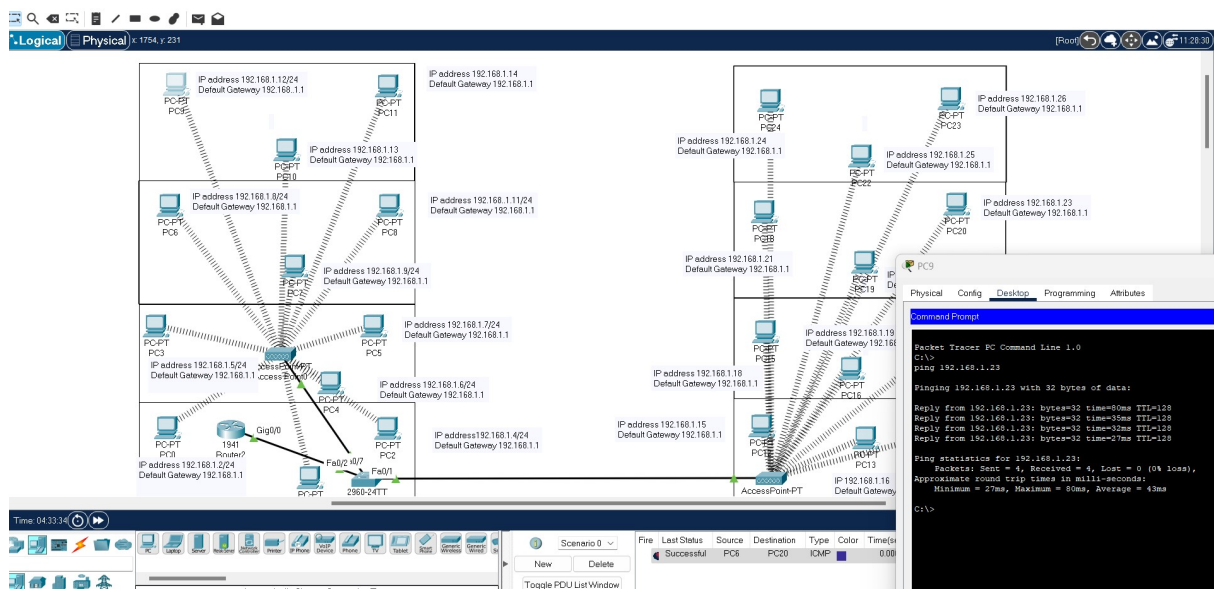 Logical
Physical
x: 1754, y: 231
[Root]
11:28:30
IP address 192.168.1.12/24
Default Gateway 192.168..1.1
PC-PT
PC9
IP address 192.168.1.14
Default Gateway 192.168.1.1
PC-PT
PC11
IP address 192.168.1.13
Default Gateway 192:168.1.1
PC-PT
PC10
IP address 192.168.1.8/24
Default Gateway 192.168.1.1
PC-PT
PC6
IP address 192.168..1.11/24
Default Gateway 192.168.1.1
PC-PT
PC8
IP address 192.168.1.9/24
Default Gateway 192.168.1.1
PC-PT
PC7
IP address 192.168.1.7/24
Default Gateway 192.168.1.1
PC-PT
PC3
PC-PT
PC5
IP address 192.168.1.5/24
Default Gateway 192.168.1.1
IP address 192.168.1.6/24
Default Gateway 192.168.1.1
PC-PT
PC4
PC-PT
PC0
1941
Router2
Gig0/0
PC-PT
PC2
IP address192.168.1.4/24
Default Gateway 192.168.1.1
IP address 192.168.1.2/24
Default Gateway 192.168.1.1
Fa0/2
Fa0/1
PC-PT
2960-24TT
PC-PT
PC24
IP address 192.168.1.26
Default Gateway 192.168.1.1
PC-PT
PC23
IP address 192.168.1.24
Default Gateway 192.168.1.1
IP address 192.168.1.25
Default Gateway 192.168.1.1
PC-PT
PC22
IP address 192.168.1.23
Default Gateway 192.168.1.1
PC-PT
PC20
PC-PT
PC18
IP address 192.168.1.21
Default Gateway 192.168.1.1
PC-PT
PC19
IP address 192.168.1.19
PC-PT
PC15
IP address 192.168.1.18
Default Gateway 192.168.1.1
PC-PT
PC16
IP address 192.168.1.15
Default Gateway 192.168.1.1
PC-PT
PC13
IP 192.168.1.16
Default Gateway
AccessPoint-PT
PC9
Physical Config Desktop Programming Attributes
Command Prompt
Packet Tracer PC Command Line 1.0
C:\>
ping 192.168.1.23
Pinging 192.168.1.23 with 32 bytes of data:
Reply from 192.168.1.23: bytes=32 time=80ms TTL=128
Reply from 192.168.1.23: bytes=32 time=35ms TTL=128
Reply from 192.168.1.23: bytes=32 time=32ms TTL=128
Reply from 192.168.1.23: bytes=32 time=27ms TTL=128
Ping statistics for 192.168.1.23:
Packets: Sent = 4, Received = 4, Lost = 0 (0% loss),
Approximate round trip times in milli-seconds:
Minimum = 27ms, Maximum = 80ms, Average = 43ms
C:\>
Time: 04:33:34
PC Laptop Server Printer IP Phone VoIP Device Phone TV Tablet Smart Phone Generic Wireless Generic Wired
Scenario 0
New Delete
Toggle PDU List Window
Fire Last Status Source Destination Type Color Time(se
Successful PC6 PC20 ICMP 0.00